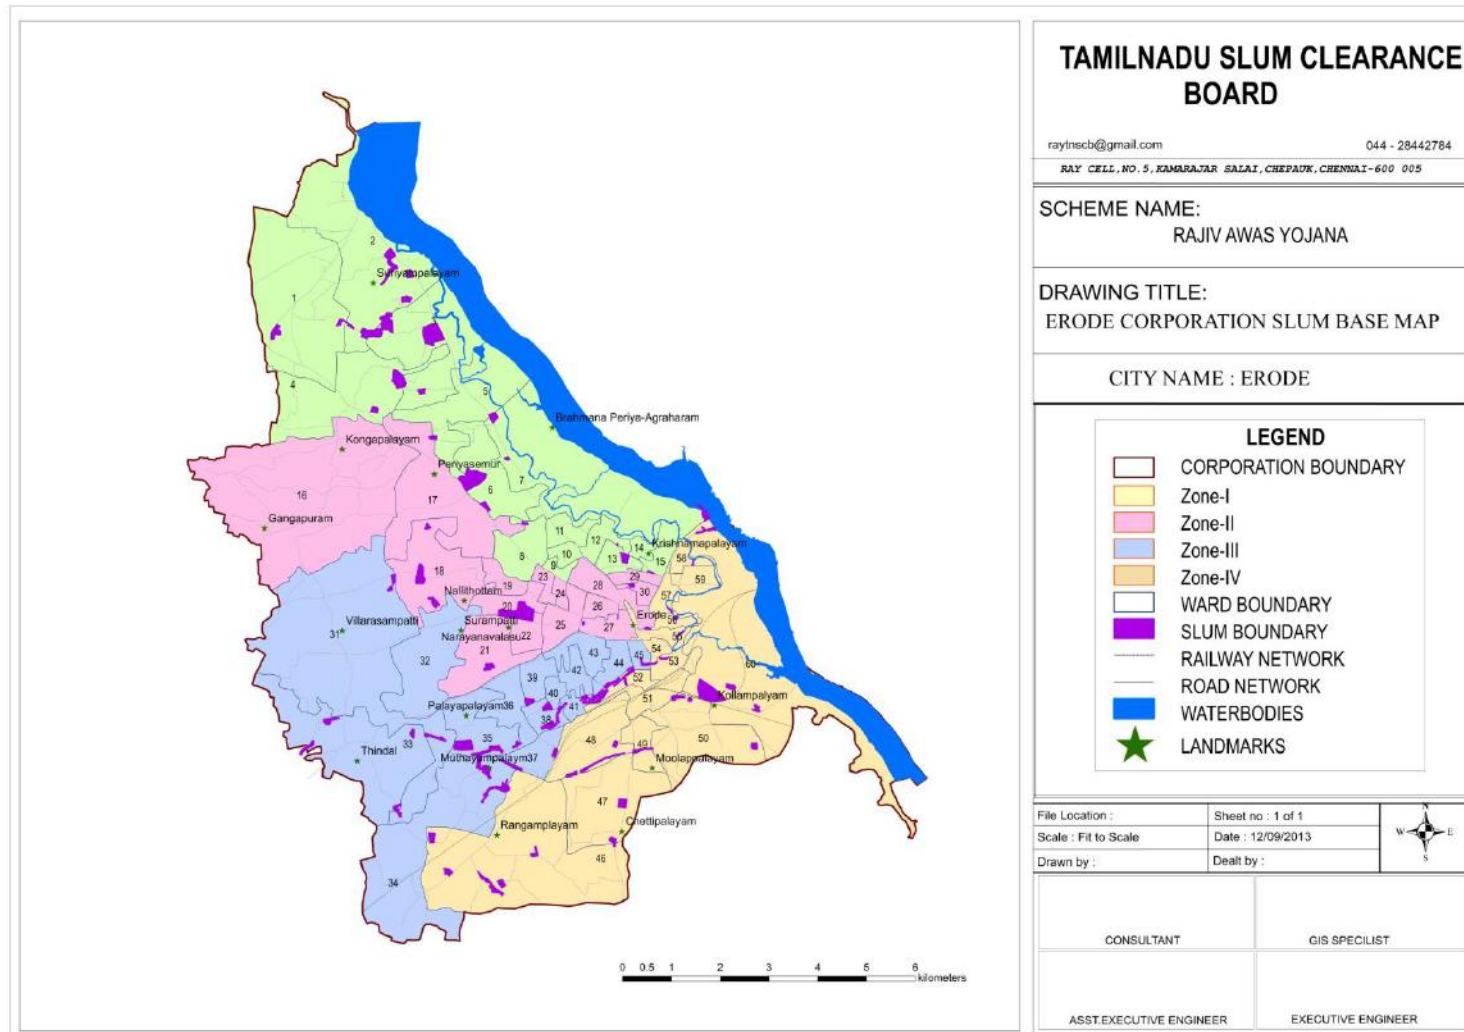 TAMILNADU SLUM CLEARANCE
BOARD
raytnscb@gmail.com 044 - 28442784
RAY CELL,NO.5,KAMARAJAR SALAI,CHEPAUK,CHENNAI-600 005
SCHEME NAME:
RAJIV AWAS YOJANA
DRAWING TITLE:
ERODE CORPORATION SLUM BASE MAP
CITY NAME : ERODE
LEGEND
CORPORATION BOUNDARY
Zone-I
Zone-II
Zone-III
Zone-IV
WARD BOUNDARY
SLUM BOUNDARY
RAILWAY NETWORK
ROAD NETWORK
WATERBODIES
LANDMARKS
File Location :
Sheet no : 1 of 1
Scale : Fit to Scale
Date : 12/09/2013
Drawn by :
Dealt by :
N
W E
S
CONSULTANT
GIS SPECILIST
ASST.EXECUTIVE ENGINEER
EXECUTIVE ENGINEER
2
Suriyampalayam
1
4
5
Brahmana Periya-Agraharam
Kongapalayam
Periyasemur
6
7
16
17
Gangapuram
8
9
10
11
12
13
14
Krishnamapalayam
15
58
59
18
19
23
24
28
29
30
57
Nallithottam
20
26
25
27
Erode
56
Villarasampatti
31
Surampatti
Narayanavalasu
22
21
55
54
53
32
43
45
44
42
39
52
60
40
41
51
Kollampalyam
Palayapalayam
36
38
33
35
48
49
50
Thindal
Muthayampalaym
37
Moolappalayam
47
Rangamplayam
Chettipalayam
46
34
0 0.5 1 2 3 4 5 6
kilometers